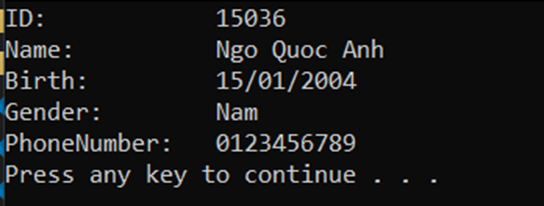 ID: 15036
Name: Ngo Quoc Anh
Birth: 15/01/2004
Gender: Nam
PhoneNumber: 0123456789
Press any key to continue . . .